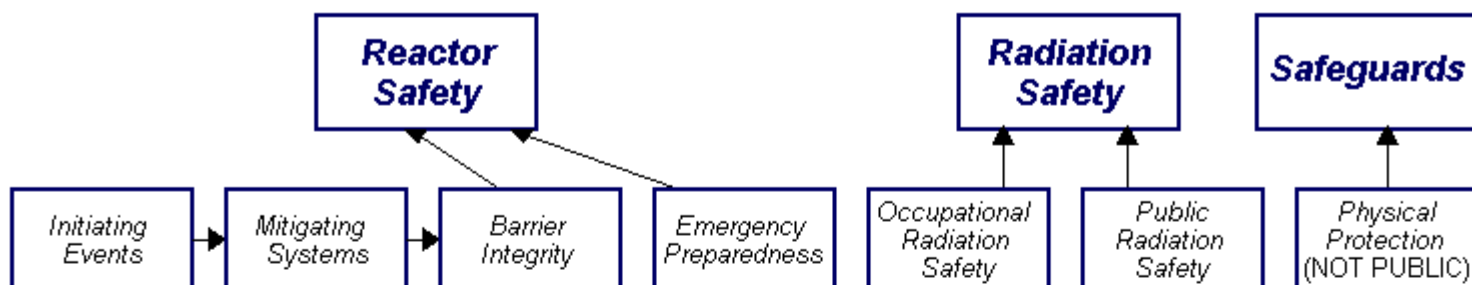 Reactor
Safety
Radiation
Safety
Safeguards
Initiating
Events
Mitigating
Systems
Barrier
Integrity
Emergency
Preparedness
Occupational
Radiation
Safety
Public
Radiation
Safety
Physical
Protection
(NOT PUBLIC)